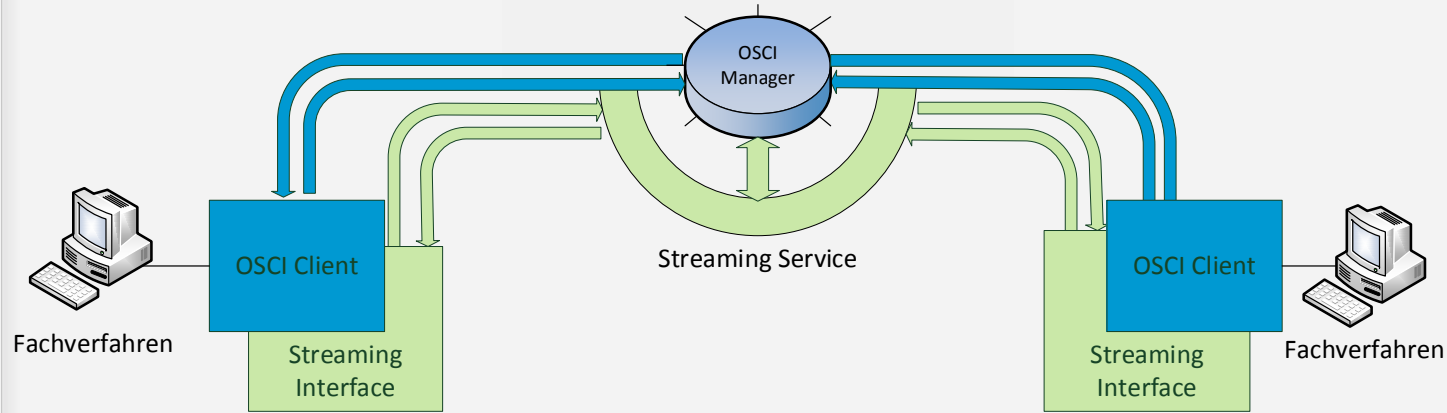 OSCI
Manager
Streaming Service
OSCI Client
Fachverfahren
Streaming
Interface
OSCI Client
Fachverfahren
Streaming
Interface